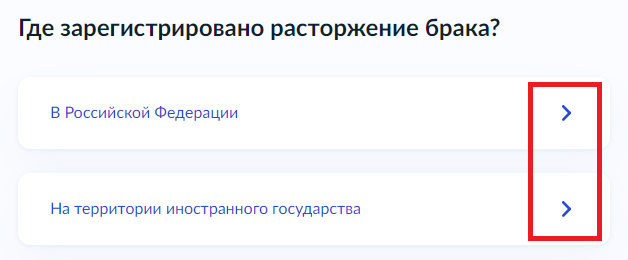 Где зарегистрировано расторжение брака?
В Российской Федерации
На территории иностранного государства